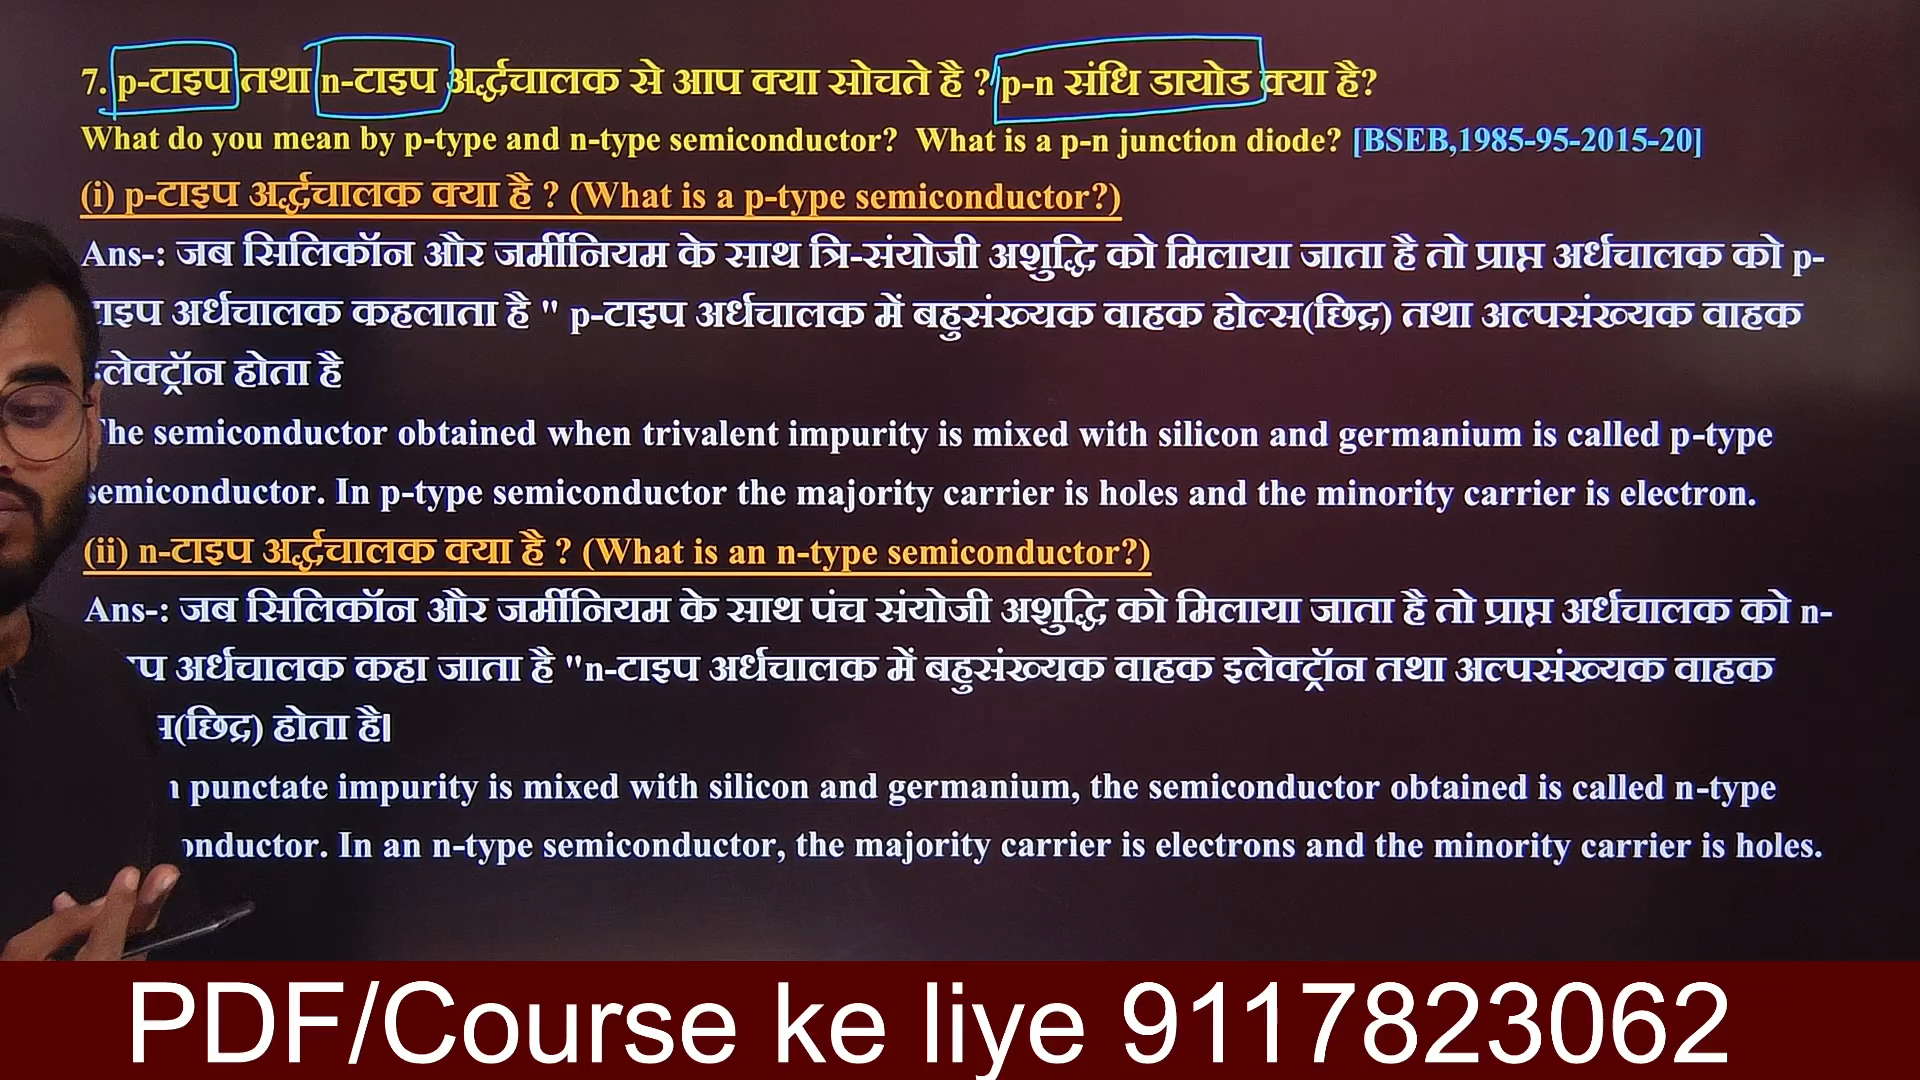 7. p-टाइप तथा n-टाइप अर्द्धचालक से आप क्या सोचते है ? p-n संधि डायोड क्या है?
What do you mean by p-type and n-type semiconductor? What is a p-n junction diode? [BSEB,1985-95-2015-20]
(i) p-टाइप अर्द्धचालक क्या है ? (What is a p-type semiconductor?)
Ans-: जब सिलिकॉन और जर्मीनियम के साथ त्रि-संयोजी अशुद्धि को मिलाया जाता है तो प्राप्त अर्धचालक को p-
टाइप अर्धचालक कहलाता है " p-टाइप अर्धचालक में बहुसंख्यक वाहक होल्स(छिद्र) तथा अल्पसंख्यक वाहक
इलेक्ट्रॉन होता है
The semiconductor obtained when trivalent impurity is mixed with silicon and germanium is called p-type
semiconductor. In p-type semiconductor the majority carrier is holes and the minority carrier is electron.
(ii) n-टाइप अर्द्धचालक क्या है ? (What is an n-type semiconductor?)
Ans-: जब सिलिकॉन और जर्मीनियम के साथ पंच संयोजी अशुद्धि को मिलाया जाता है तो प्राप्त अर्धचालक को n-
अर्धचालक कहा जाता है "n-टाइप अर्धचालक में बहुसंख्यक वाहक इलेक्ट्रॉन तथा अल्पसंख्यक वाहक
(छिद्र) होता है।
punctate impurity is mixed with silicon and germanium, the semiconductor obtained is called n-type
In an n-type semiconductor, the majority carrier is electrons and the minority carrier is holes.
PDF/Course ke liye 9117823062